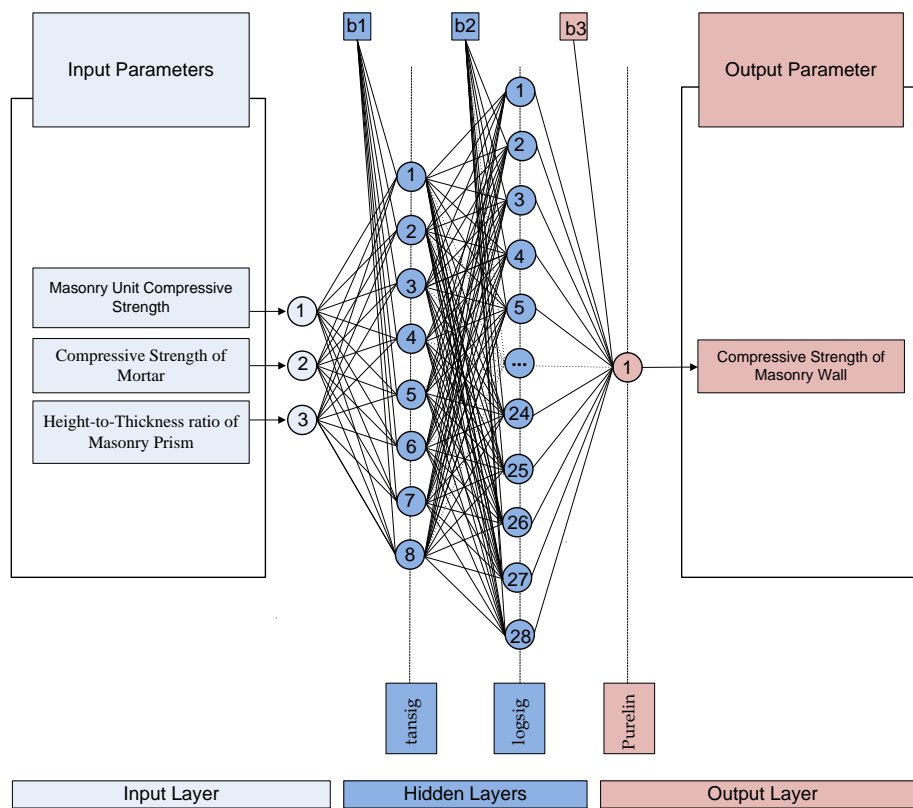 b1
b2
b3
Input Parameters
Output Parameter
Masonry Unit Compressive
Strength
Compressive Strength of
Mortar
Height-to-Thickness ratio of
Masonry Prism
1
2
3
1
2
3
4
5
6
7
8
1
2
3
4
5
...
24
25
26
27
28
1
Compressive Strength of
Masonry Wall
tansig
logsig
Purelin
Input Layer
Hidden Layers
Output Layer